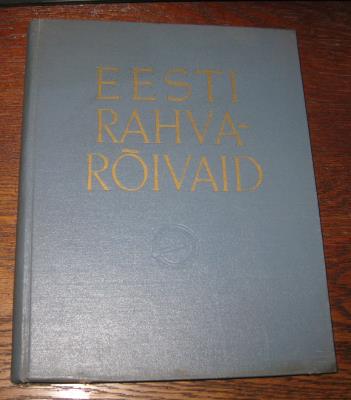 EESTI
RAHVA-
RÕIVAID